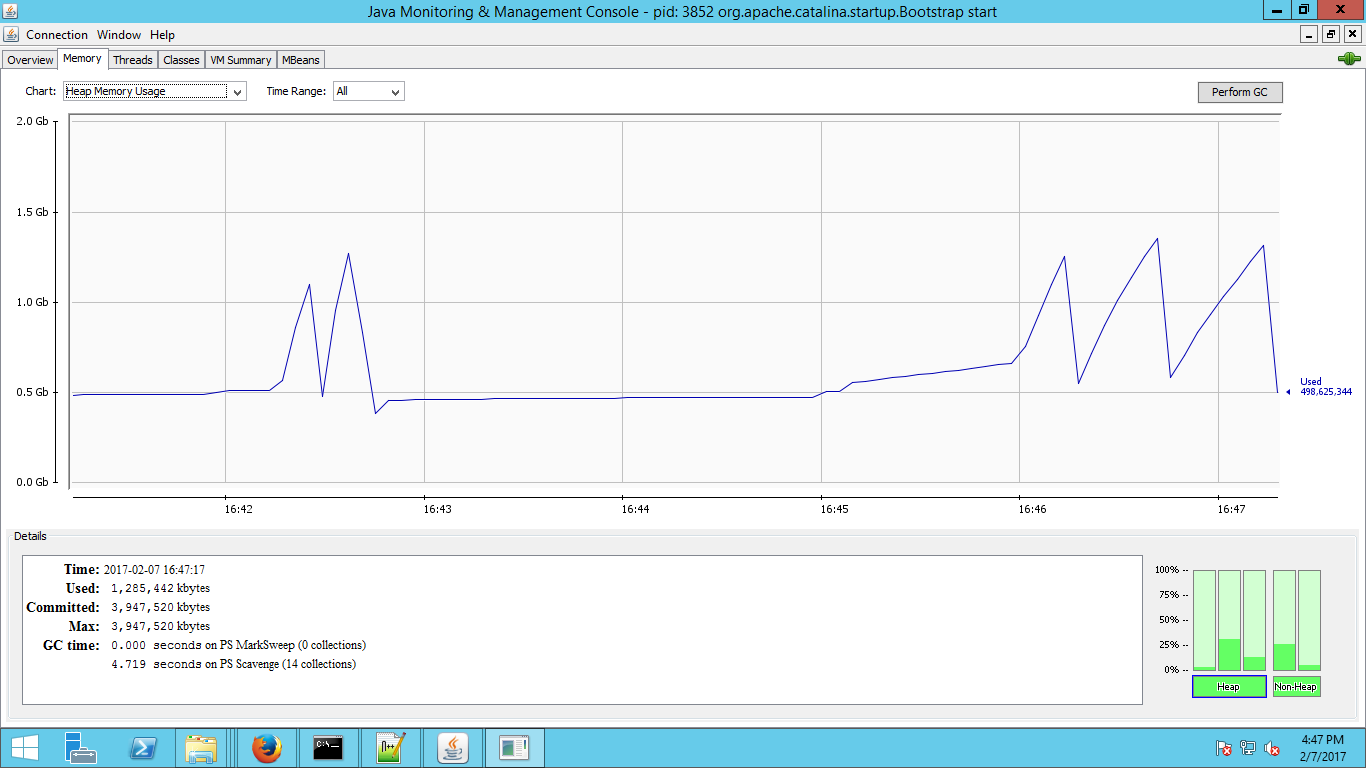 Java Monitoring & Management Console - pid: 3852 org.apache.catalina.startup.Bootstrap start
Connection Window Help
Overview Memory Threads Classes VM Summary MBeans
Chart: Heap Memory Usage Time Range: All Perform GC
2.0 Gb
1.5 Gb
1.0 Gb
0.5 Gb
0.0 Gb
Used
498,625,344
16:42 16:43 16:44 16:45 16:46 16:47
Details
Time: 2017-02-07 16:47:17
Used: 1,285,442 kbytes
Committed: 3,947,520 kbytes
Max: 3,947,520 kbytes
GC time: 0.000 seconds on PS MarkSweep (0 collections)
4.719 seconds on PS Scavenge (14 collections)
100% --
75% --
50% --
25% --
0% --
Heap Non-Heap
C:\
N++
4:47 PM
2/7/2017